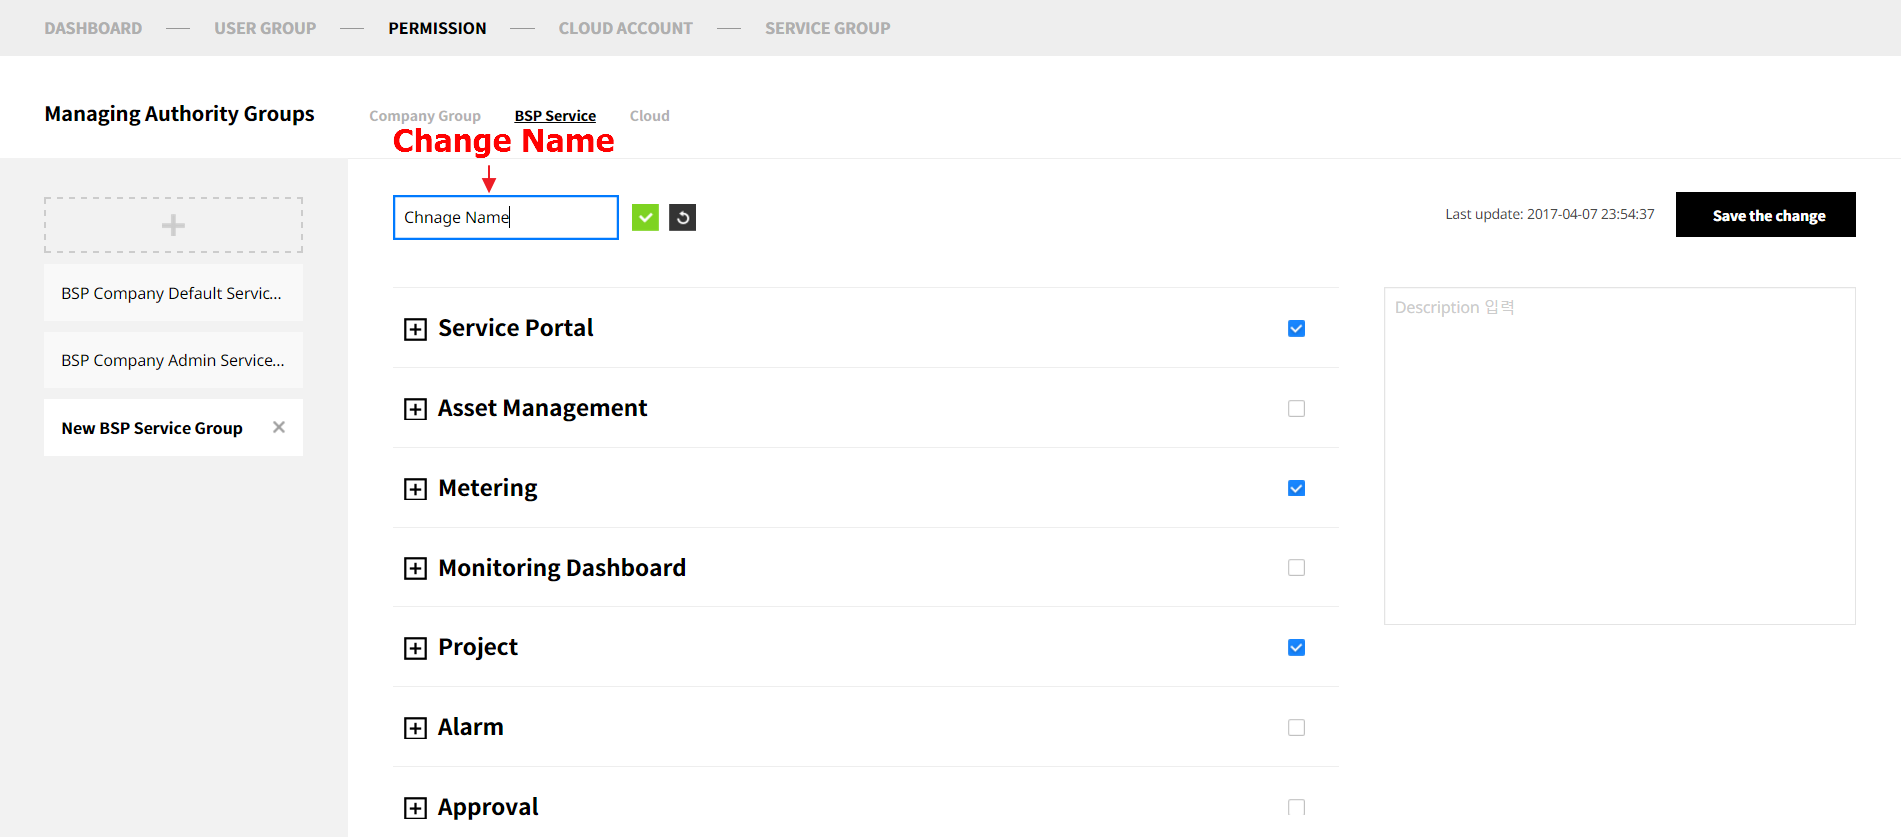 DASHBOARD USER GROUP PERMISSION CLOUD ACCOUNT SERVICE GROUP
Managing Authority Groups Company Group BSP Service Cloud
Change Name
Chnage Name Last update: 2017-04-07 23:54:37 Save the change
BSP Company Default Servic...
BSP Company Admin Service...
New BSP Service Group
Service Portal
Asset Management
Metering
Monitoring Dashboard
Project
Alarm
Approval
Description 입력